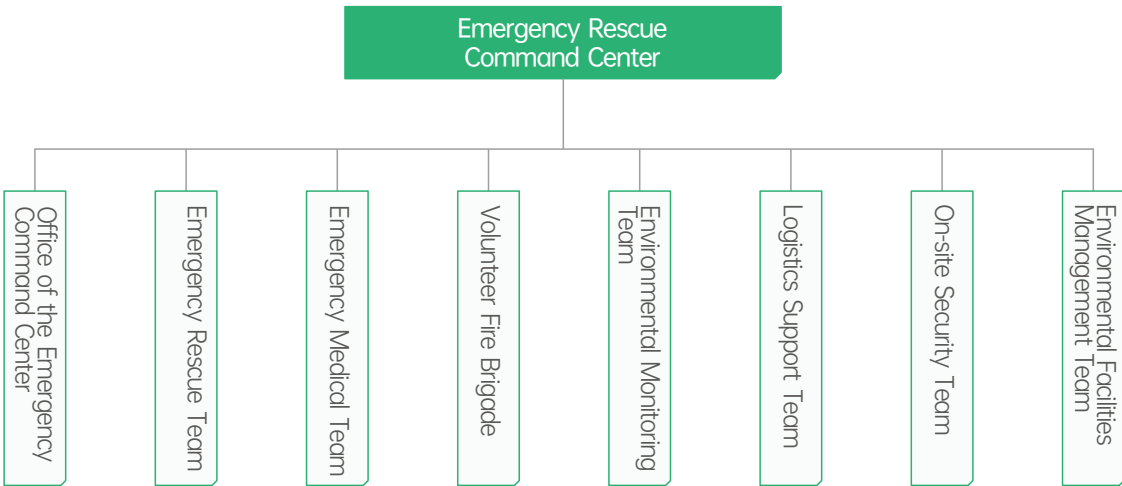 Emergency Rescue
Command Center
Office of the Emergency
Command Center
Emergency Rescue Team
Emergency Medical Team
Volunteer Fire Brigade
Environmental Monitoring
Team
Logistics Support Team
On-site Security Team
Environmental Facilities
Management Team